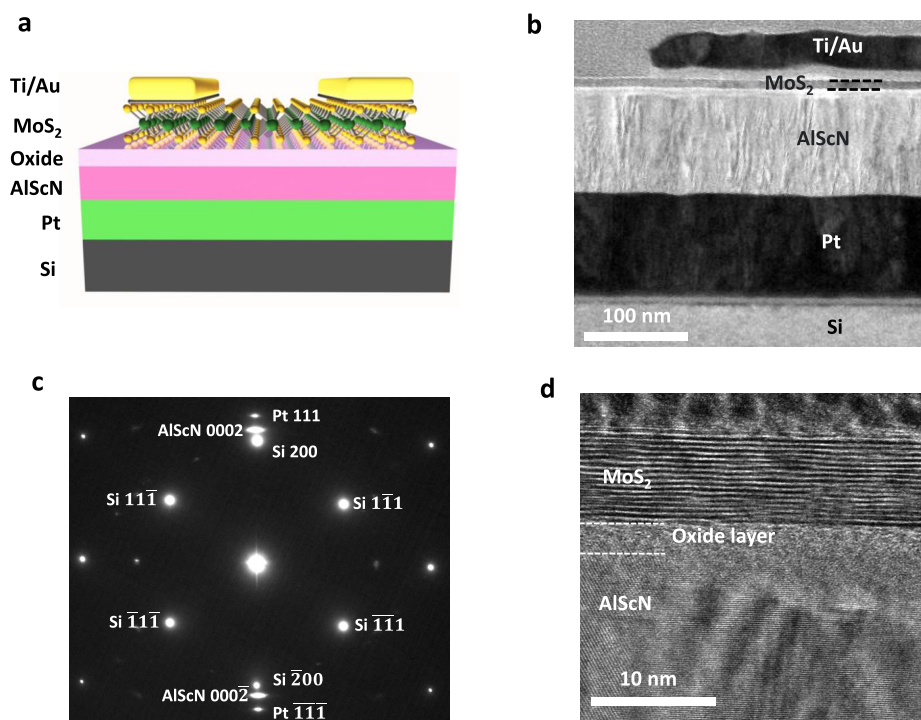 a
Ti/Au
MoS₂
Oxide
AlScN
Pt
Si
b
Ti/Au
MoS₂
AlScN
Pt
100 nm
Si
c
Pt 111
AlScN 0002
Si 200
Si 111̅
Si 11̅1
Si 1̅11̅
Si 1̅1̅1
Si 2̅00
AlScN 0002̅
Pt 1̅1̅1̅
d
MoS₂
Oxide layer
AlScN
10 nm